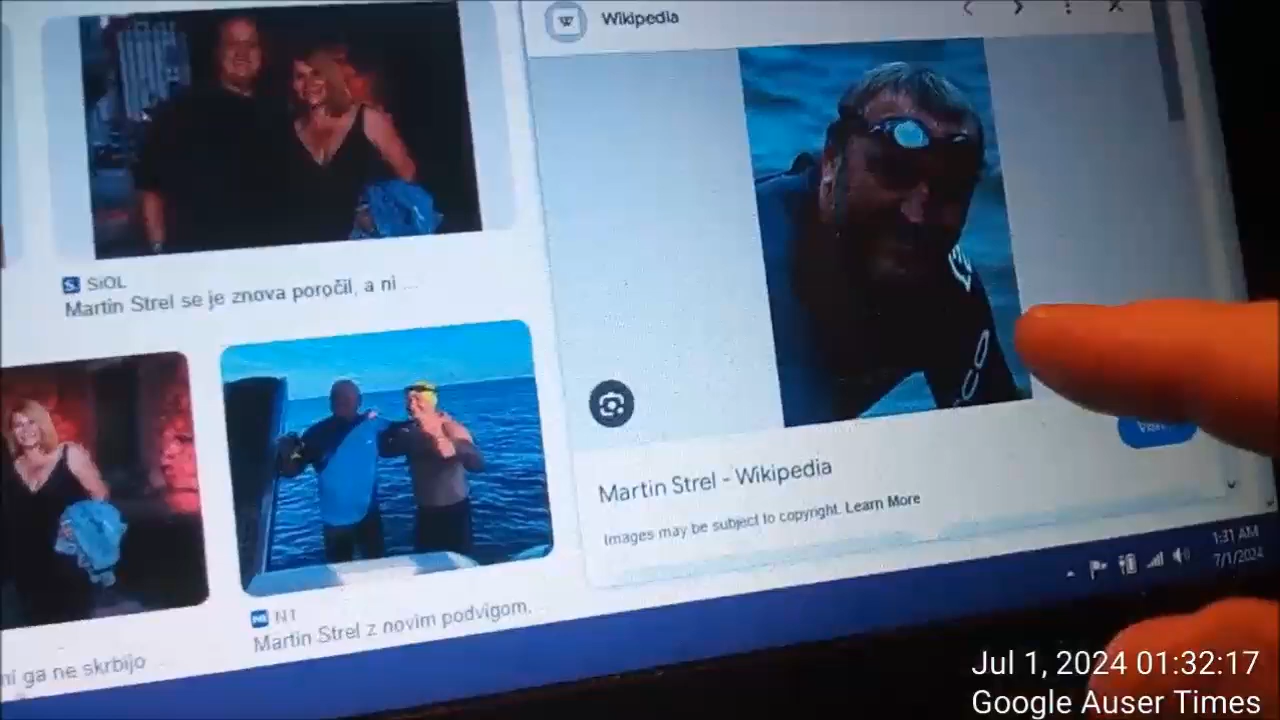 Wikipedia
SiOL
Martin Strel se je znova poročil, a ni ...
Martin Strel - Wikipedia
Images may be subject to copyright. Learn More
N1
Martin Strel z novim podvigom.
ni ga ne skrbijo
1:31 AM
7/1/2024
Jul 1, 2024 01:32:17
Google Auser Times